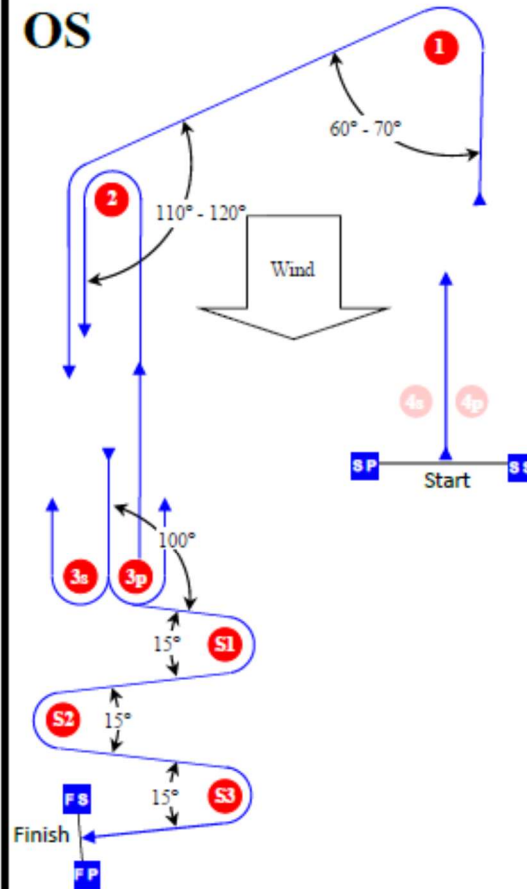 OS
1
60° - 70°
2
110° - 120°
Wind
4s 4p
SP SS
Start
100°
3s 3p
S1
15°
S2 15°
15° S3
FS
Finish
FP